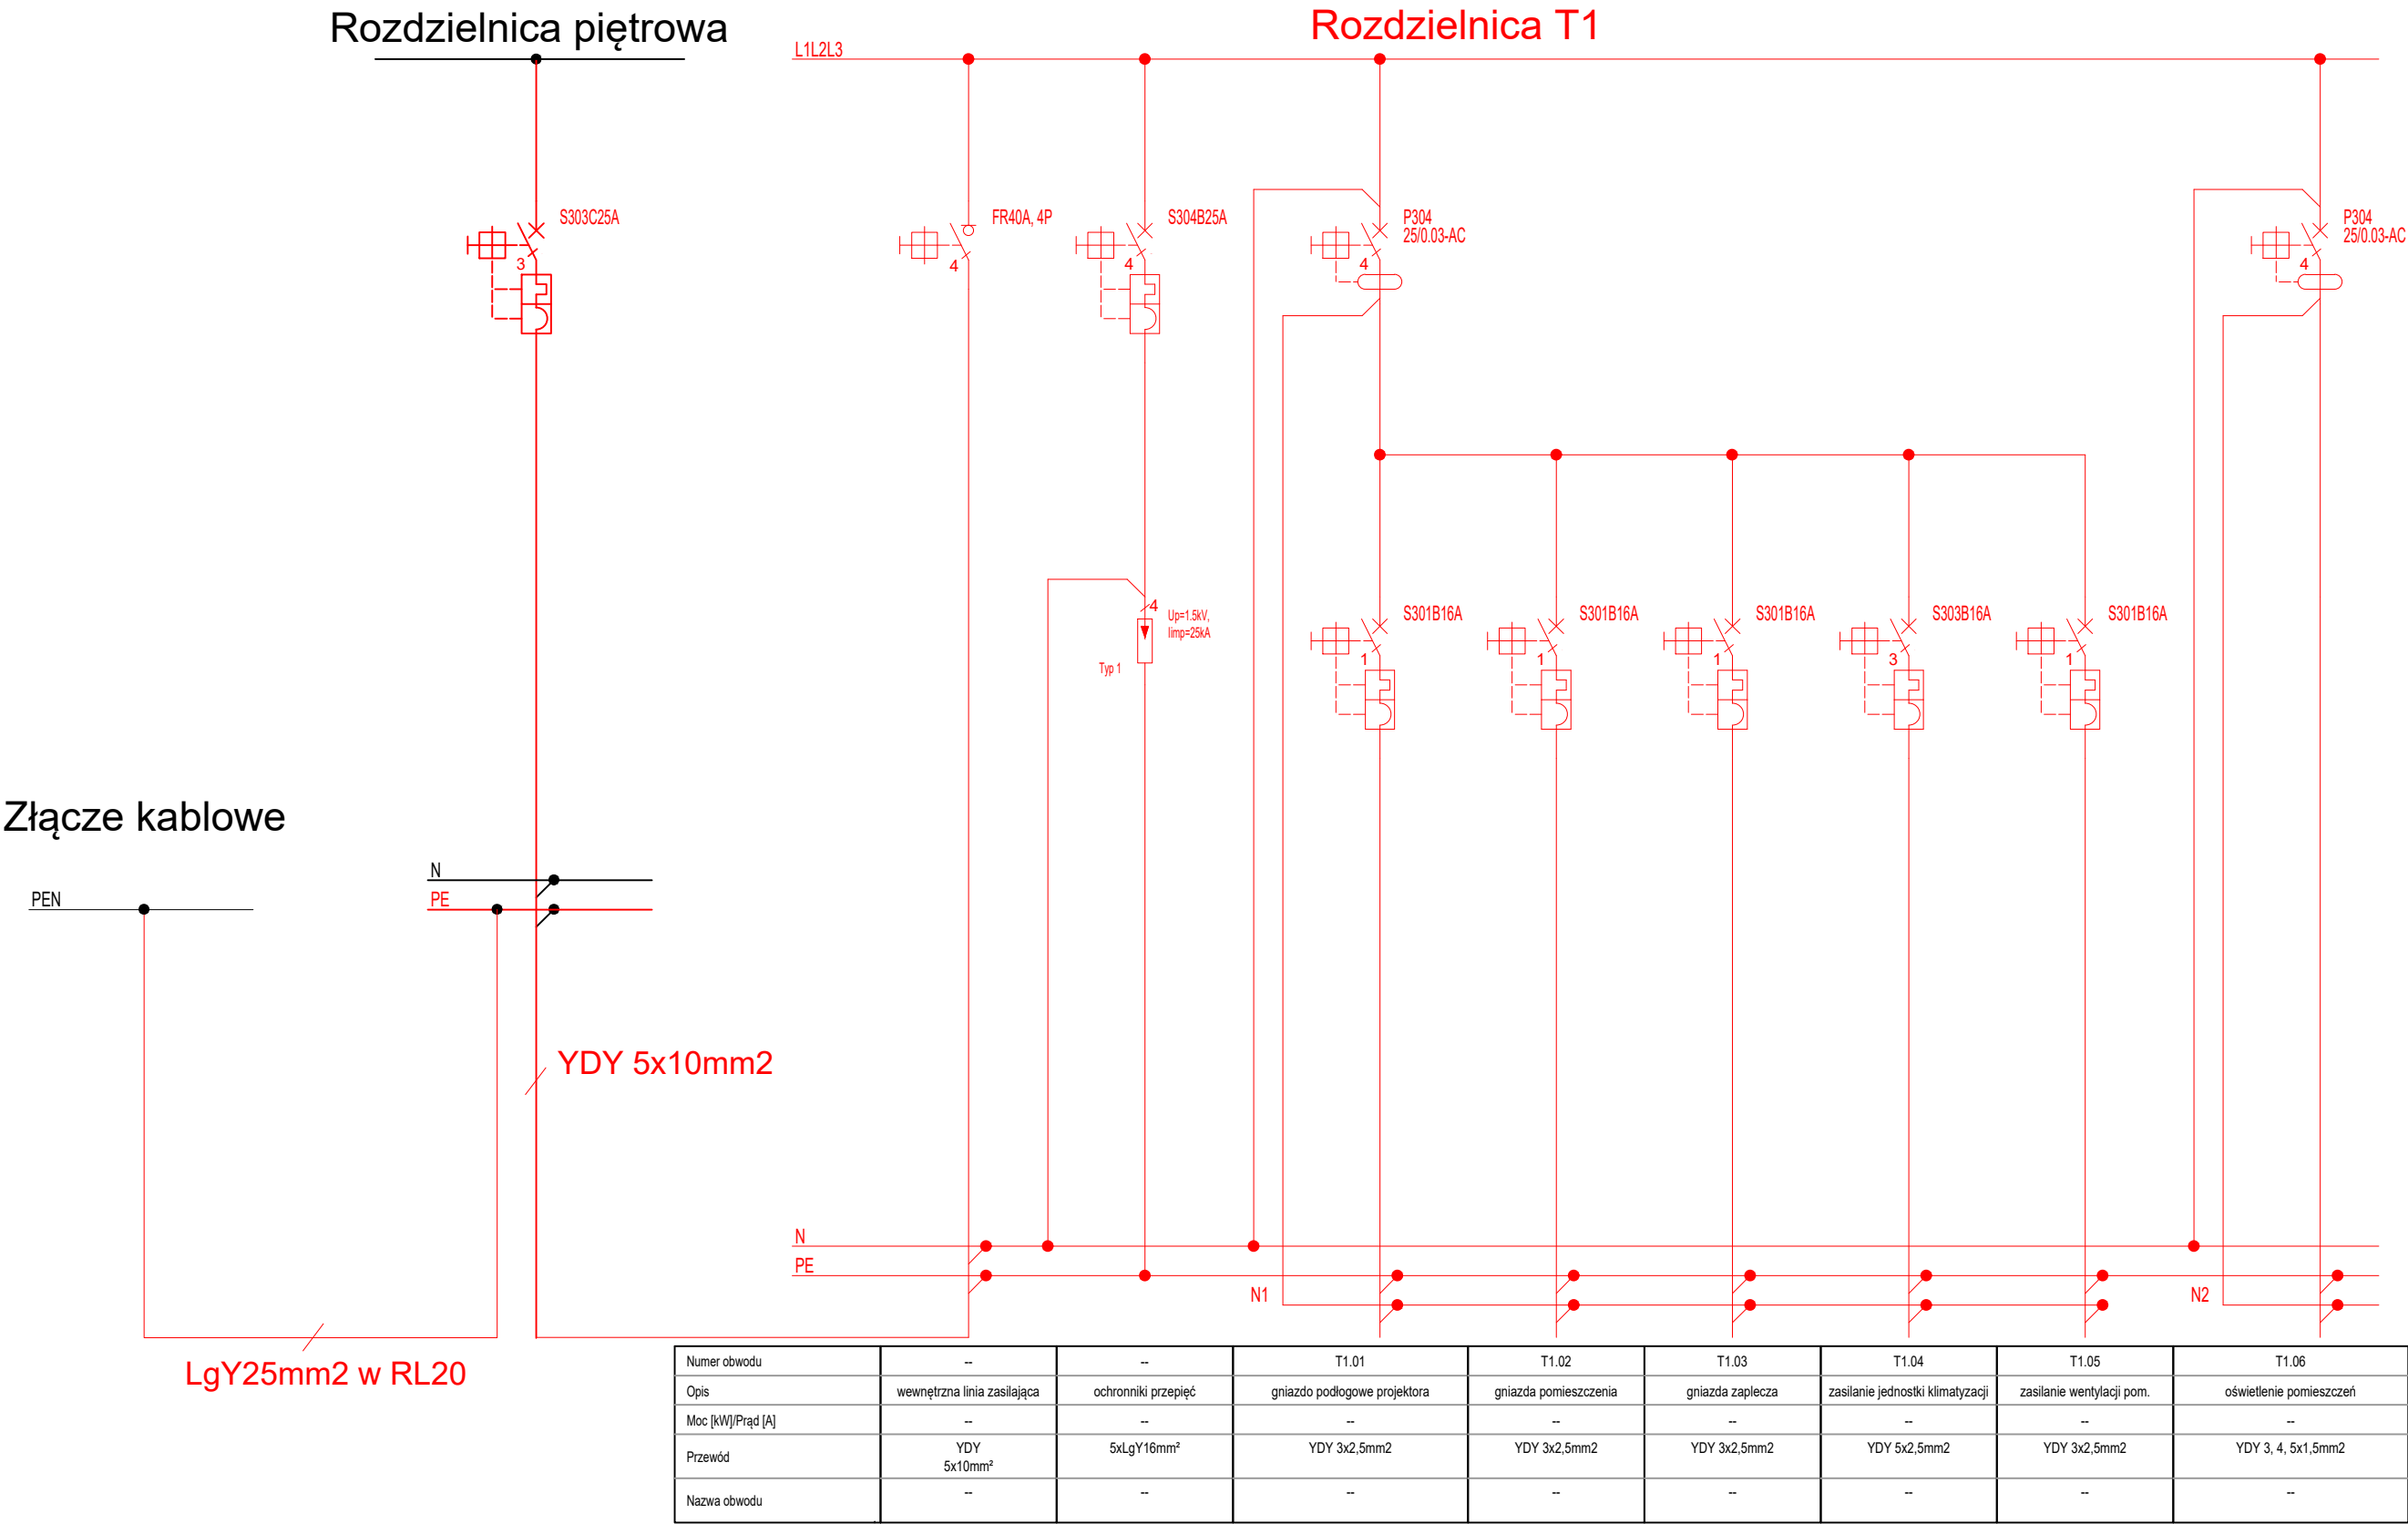 Rozdzielnica piętrowa
Rozdzielnica T1
L1L2L3
S303C25A
3
FR40A, 4P
4
S304B25A
4
P304
25/0.03-AC
4
P304
25/0.03-AC
4
4
Up=1.5kV,
Iimp=25kA
Typ 1
S301B16A
1
S301B16A
1
S301B16A
1
S303B16A
3
S301B16A
1
Złącze kablowe
PEN
N
PE
YDY 5x10mm2
LgY25mm2 w RL20
N
PE
N1
N2
Numer obwodu -- -- T1.01 T1.02 T1.03 T1.04 T1.05 T1.06
Opis wewnętrzna linia zasilająca ochronniki przepięć gniazdo podłogowe projektora gniazda pomieszczenia gniazda zaplecza zasilanie jednostki klimatyzacji zasilanie wentylacji pom. oświetlenie pomieszczeń
Moc [kW]/Prąd [A] -- -- -- -- -- -- -- --
Przewód YDY 5x10mm² 5xLgY16mm² YDY 3x2,5mm2 YDY 3x2,5mm2 YDY 3x2,5mm2 YDY 5x2,5mm2 YDY 3x2,5mm2 YDY 3, 4, 5x1,5mm2
Nazwa obwodu -- -- -- -- -- -- -- --